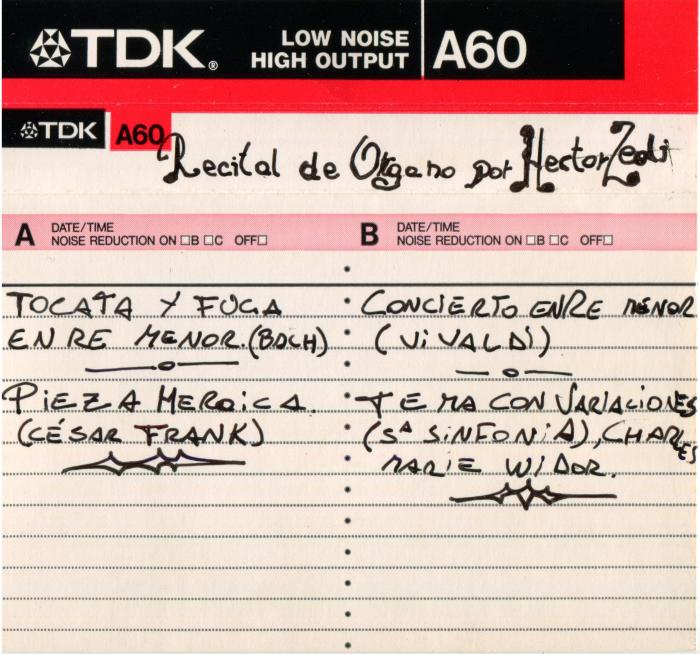 TDK® LOW NOISE HIGH OUTPUT A60
TDK A60
Recital de Organo por Hector Zeoli
A DATE/TIME
NOISE REDUCTION ON □B □C OFF□
B DATE/TIME
NOISE REDUCTION ON □B □C OFF□
TOCATA Y FUGA
EN RE MENOR. (BACH)
PIEZA HEROICA.
(CÉSAR FRANK)
CONCIERTO EN RE MENOR
(VIVALDI)
TEMA CON VARIACIONES
(5ª SINFONIA), CHARLES
MARIE WIDOR.